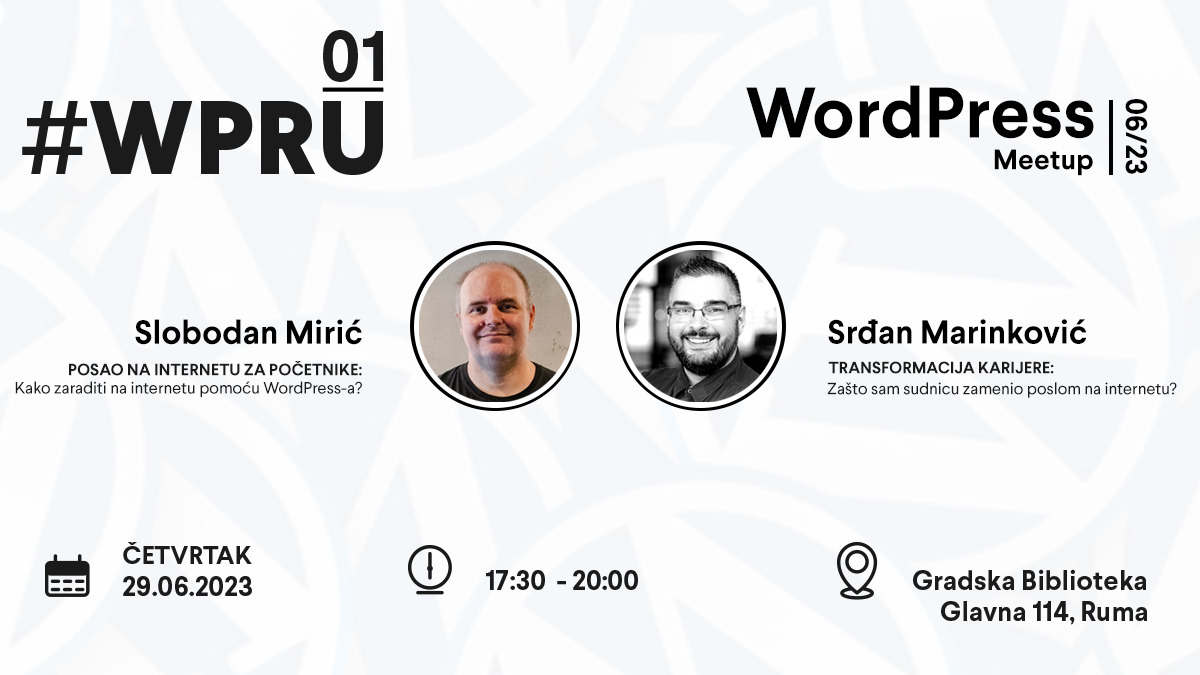 01
#WPRU
WordPress
Meetup
06/23
Slobodan Mirić
POSAO NA INTERNETU ZA POČETNIKE:
Kako zaraditi na internetu pomoću WordPress-a?
Srđan Marinković
TRANSFORMACIJA KARIJERE:
Zašto sam sudnicu zamenio poslom na internetu?
ČETVRTAK
29.06.2023
17:30 - 20:00
Gradska Biblioteka
Glavna 114, Ruma